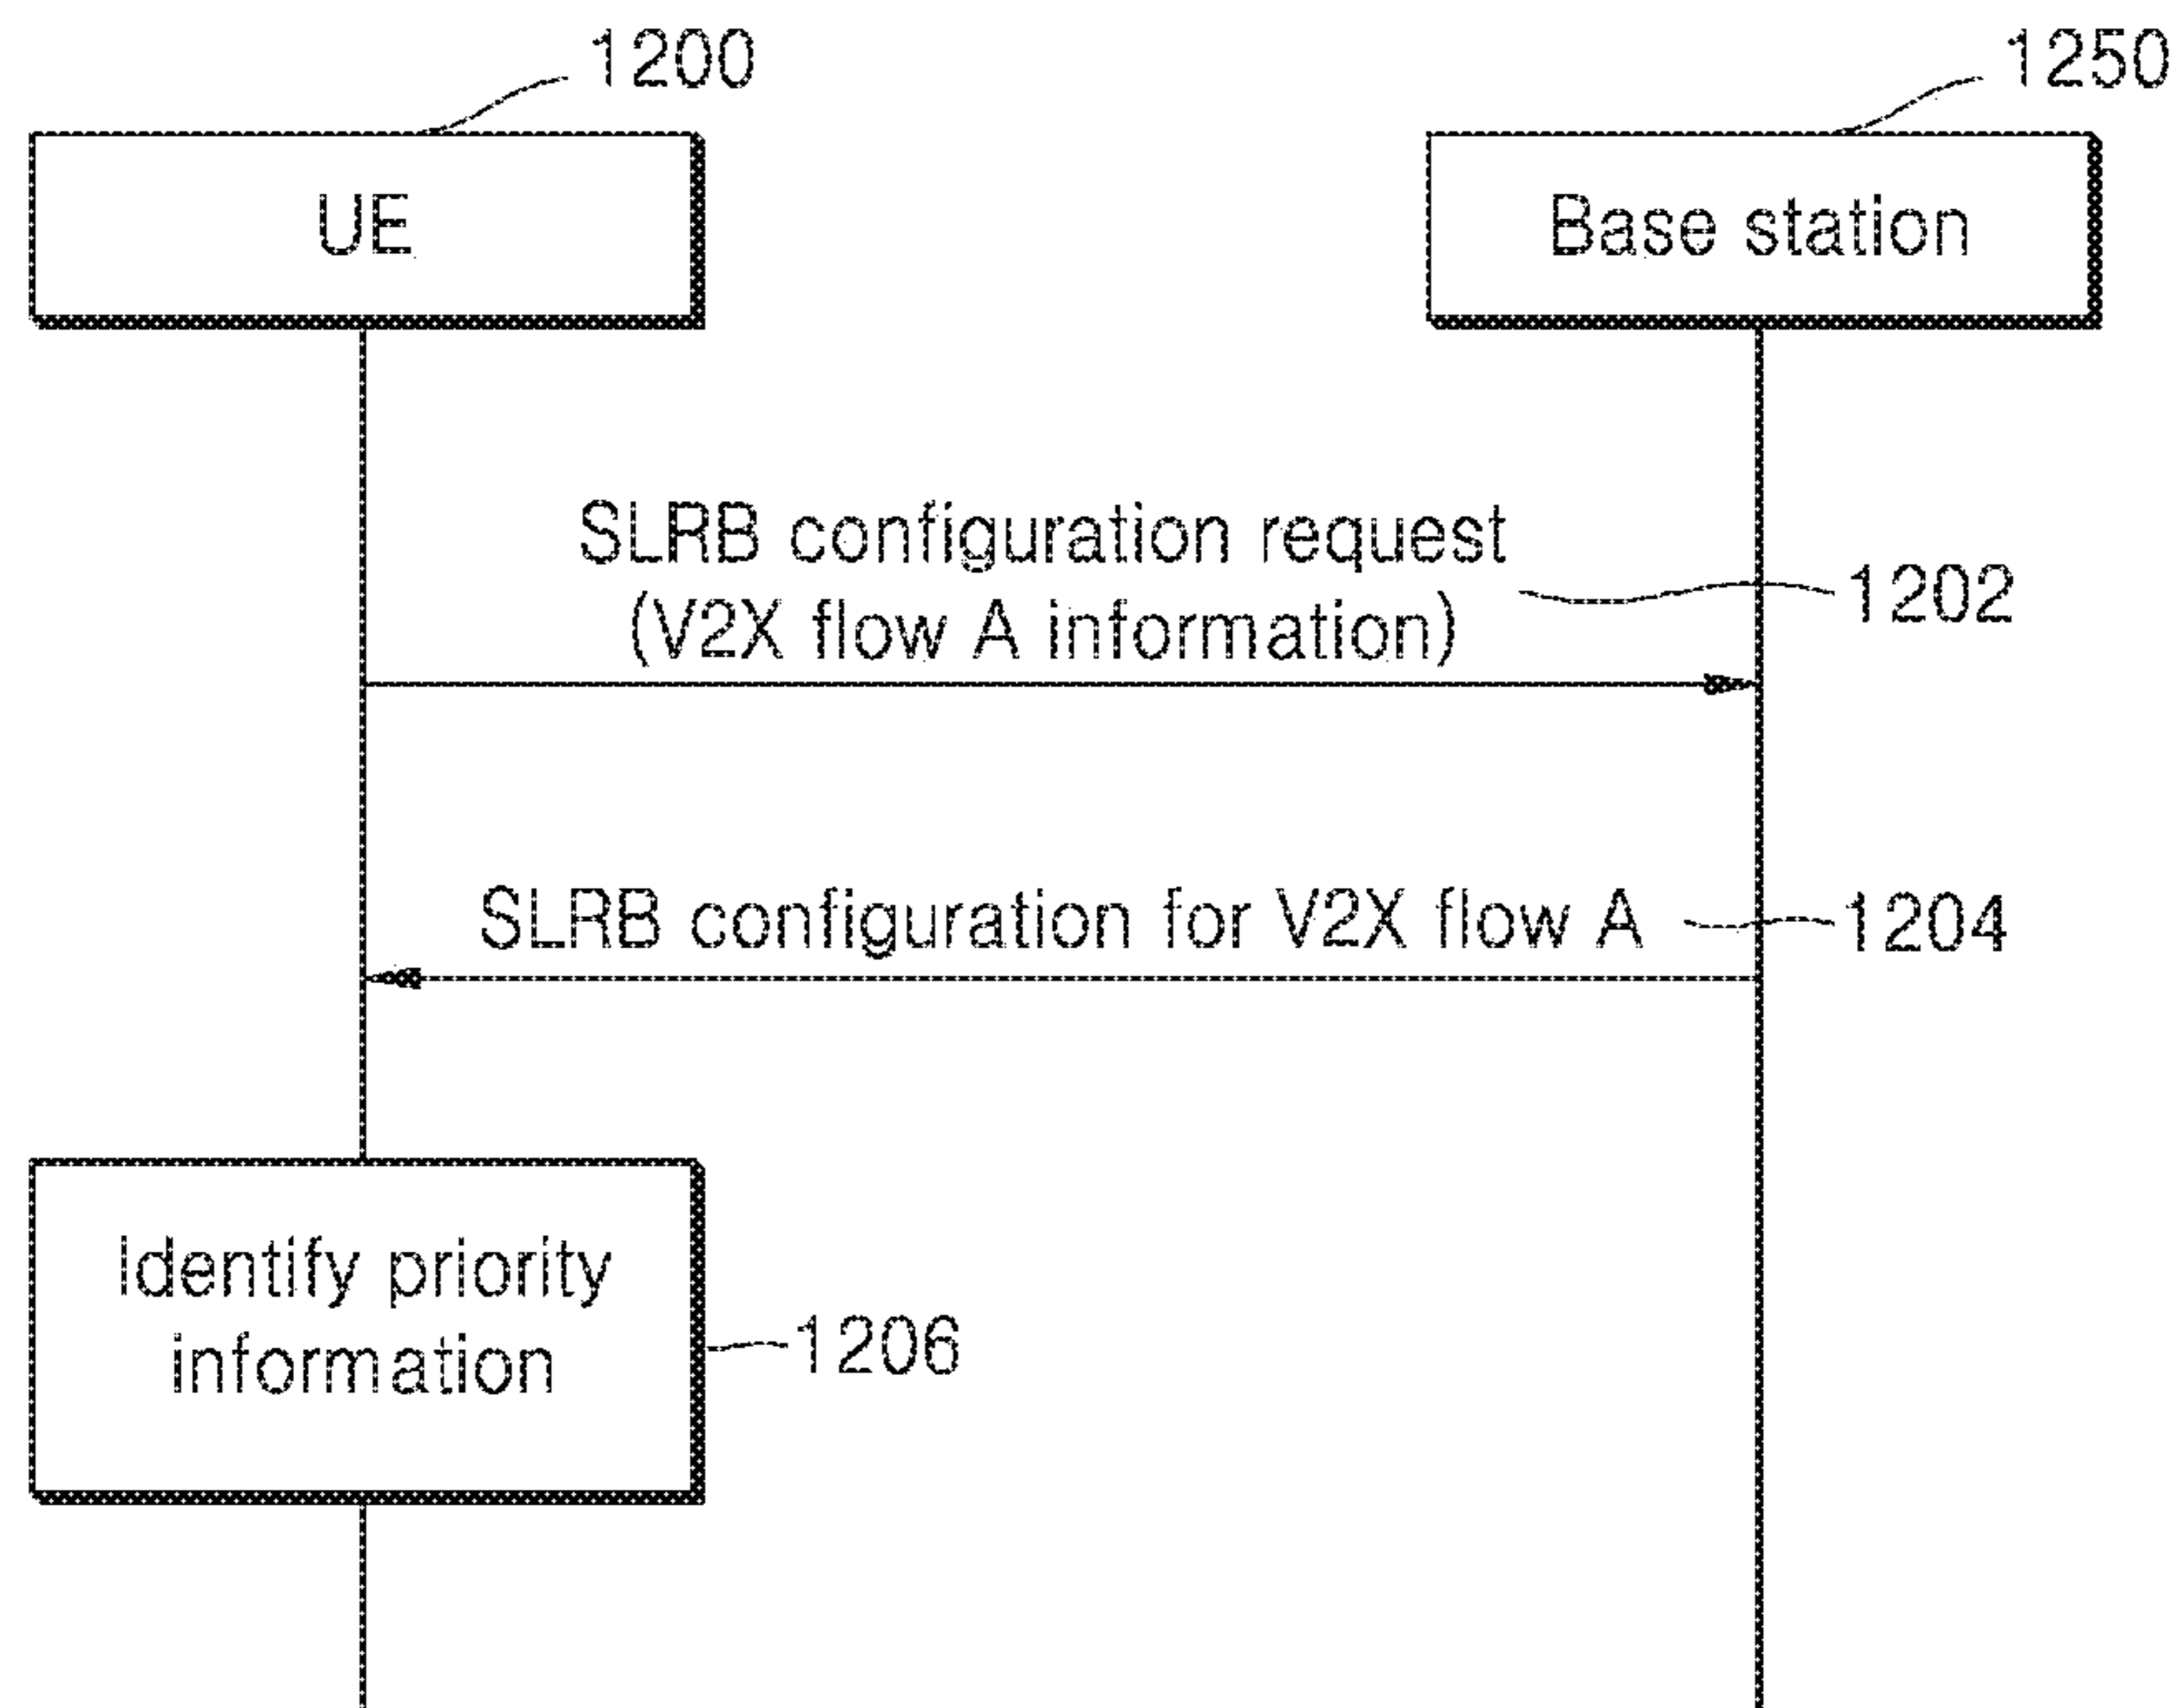 1200
1250
UE
Base station
SLRB configuration request
(V2X flow A information)
1202
SLRB configuration for V2X flow A
1204
Identify priority
information
1206